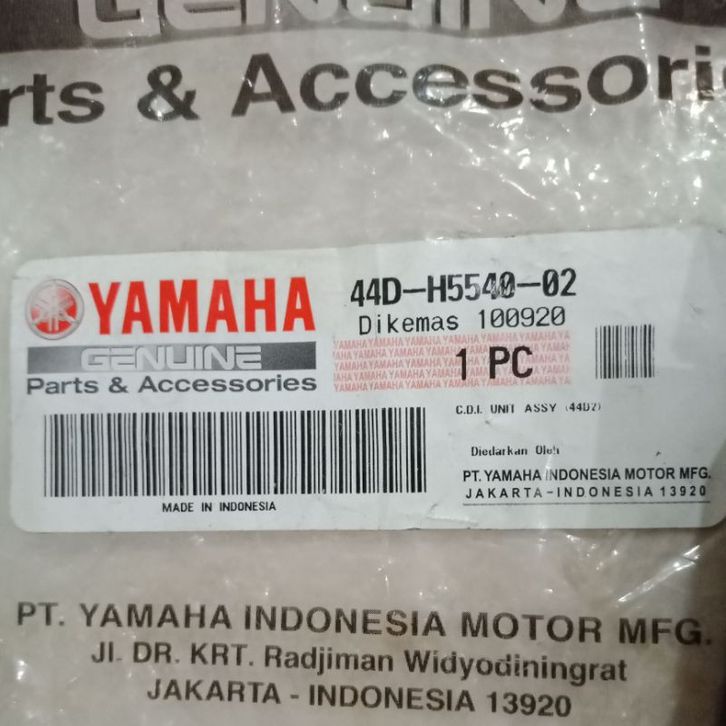 GENUINE
rts & Accessori
YAMAHA
GENUINE
Parts & Accessories
44D-H5540-02
Dikemas 100920
1 PC
C.D.I. UNIT ASSY (44D2)
Diedarkan Oleh
PT. YAMAHA INDONESIA MOTOR MFG.
JAKARTA-INDONESIA 13920
MADE IN INDONESIA
PT. YAMAHA INDONESIA MOTOR MFG.
Jl. DR. KRT. Radjiman Widyodiningrat
JAKARTA - INDONESIA 13920